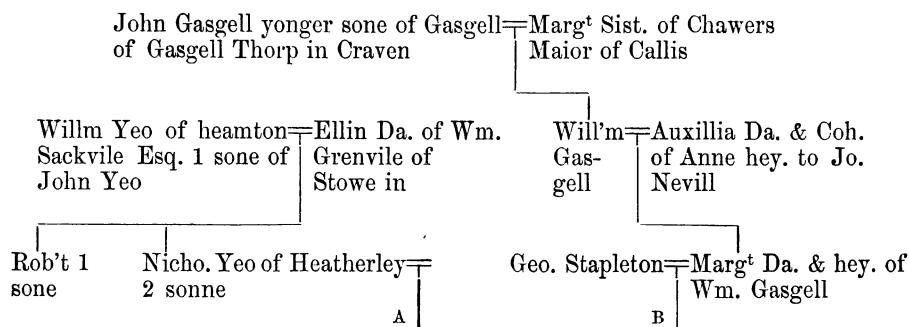 John Gasgell yonger sone of Gasgell=Margᵗ Sist. of Chawers
of Gasgell Thorp in Craven Maior of Callis
Willm Yeo of heamton=Ellin Da. of Wm. Will'm=Auxillia Da. & Coh.
Sackvile Esq. 1 sone of Grenvile of Gas- of Anne hey. to Jo.
John Yeo Stowe in gell Nevill
Rob't 1 Nicho. Yeo of Heatherley= Geo. Stapleton=Margᵗ Da. & hey. of
sone 2 sonne Wm. Gasgell
A B